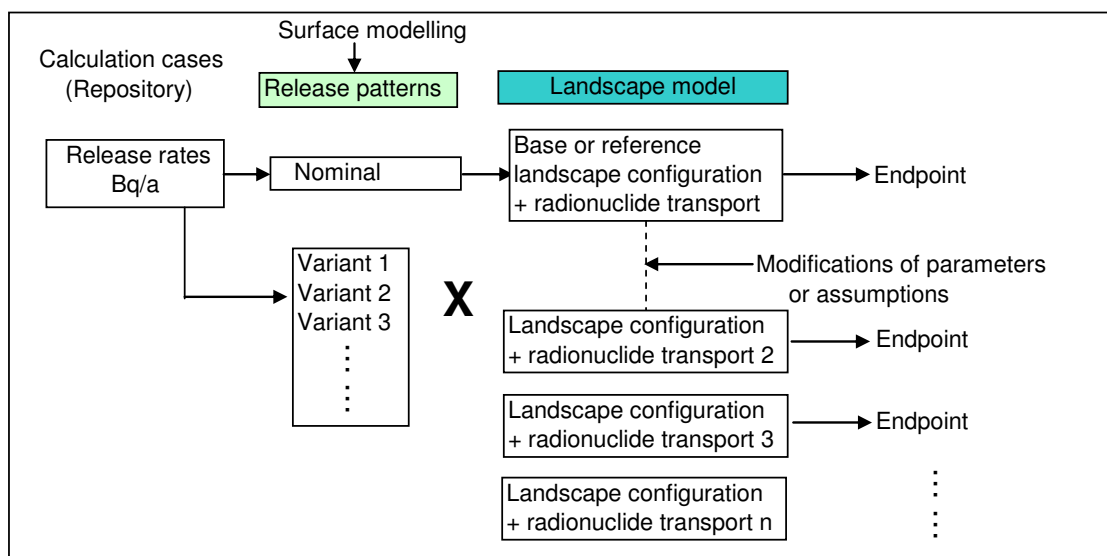 Surface modelling
Calculation cases
(Repository)
Release patterns
Landscape model
Release rates
Bq/a
Nominal
Base or reference
landscape configuration
+ radionuclide transport
Endpoint
Variant 1
Variant 2
Variant 3
X
Modifications of parameters
or assumptions
Landscape configuration
+ radionuclide transport 2
Endpoint
Landscape configuration
+ radionuclide transport 3
Endpoint
Landscape configuration
+ radionuclide transport n